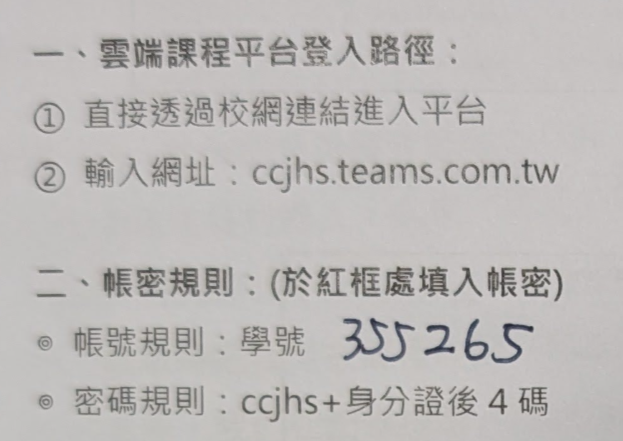 一、雲端課程平台登入路徑：
① 直接透過校網連結進入平台
② 輸入網址：ccjhs.teams.com.tw
二、帳密規則：(於紅框處填入帳密)
◎ 帳號規則：學號 355265
◎ 密碼規則：ccjhs+身分證後 4 碼